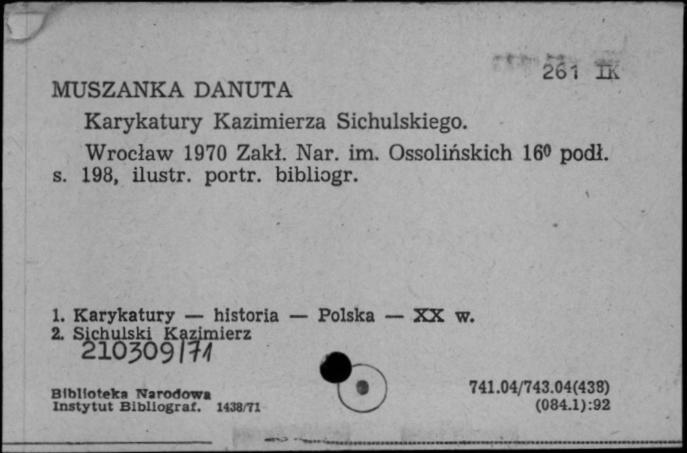 261 IK
MUSZANKA DANUTA
Karykatury Kazimierza Sichulskiego.
Wrocław 1970 Zakł. Nar. im. Ossolińskich 16⁰ podł.
s. 198, ilustr. portr. bibliogr.
1. Karykatury — historia — Polska — XX w.
2. Sichulski Kazimierz
210309/71
Biblioteka Narodowa
Instytut Bibliograf. 1438/71
741.04/743.04(438)
(084.1):92